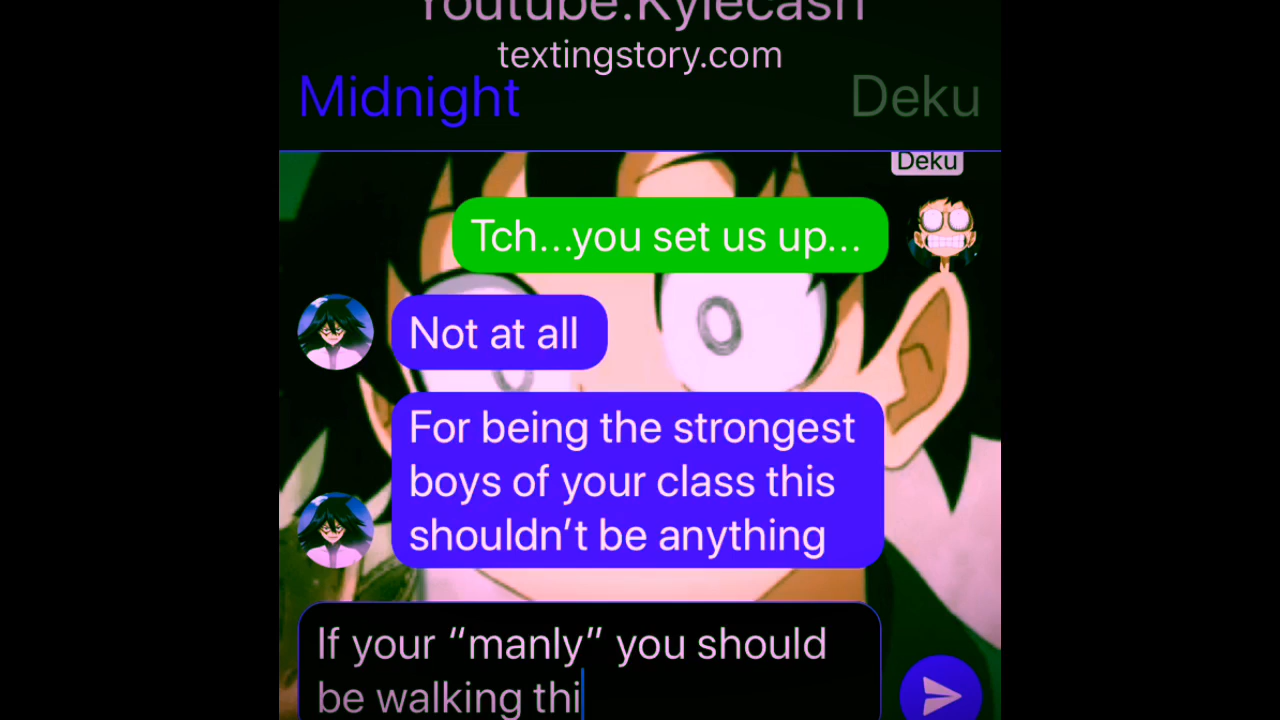 Youtube:Kylecash
textingstory.com
Midnight
Deku
Deku
Tch...you set us up...
Not at all
For being the strongest
boys of your class this
shouldn’t be anything
If your “manly” you should
be walking thi